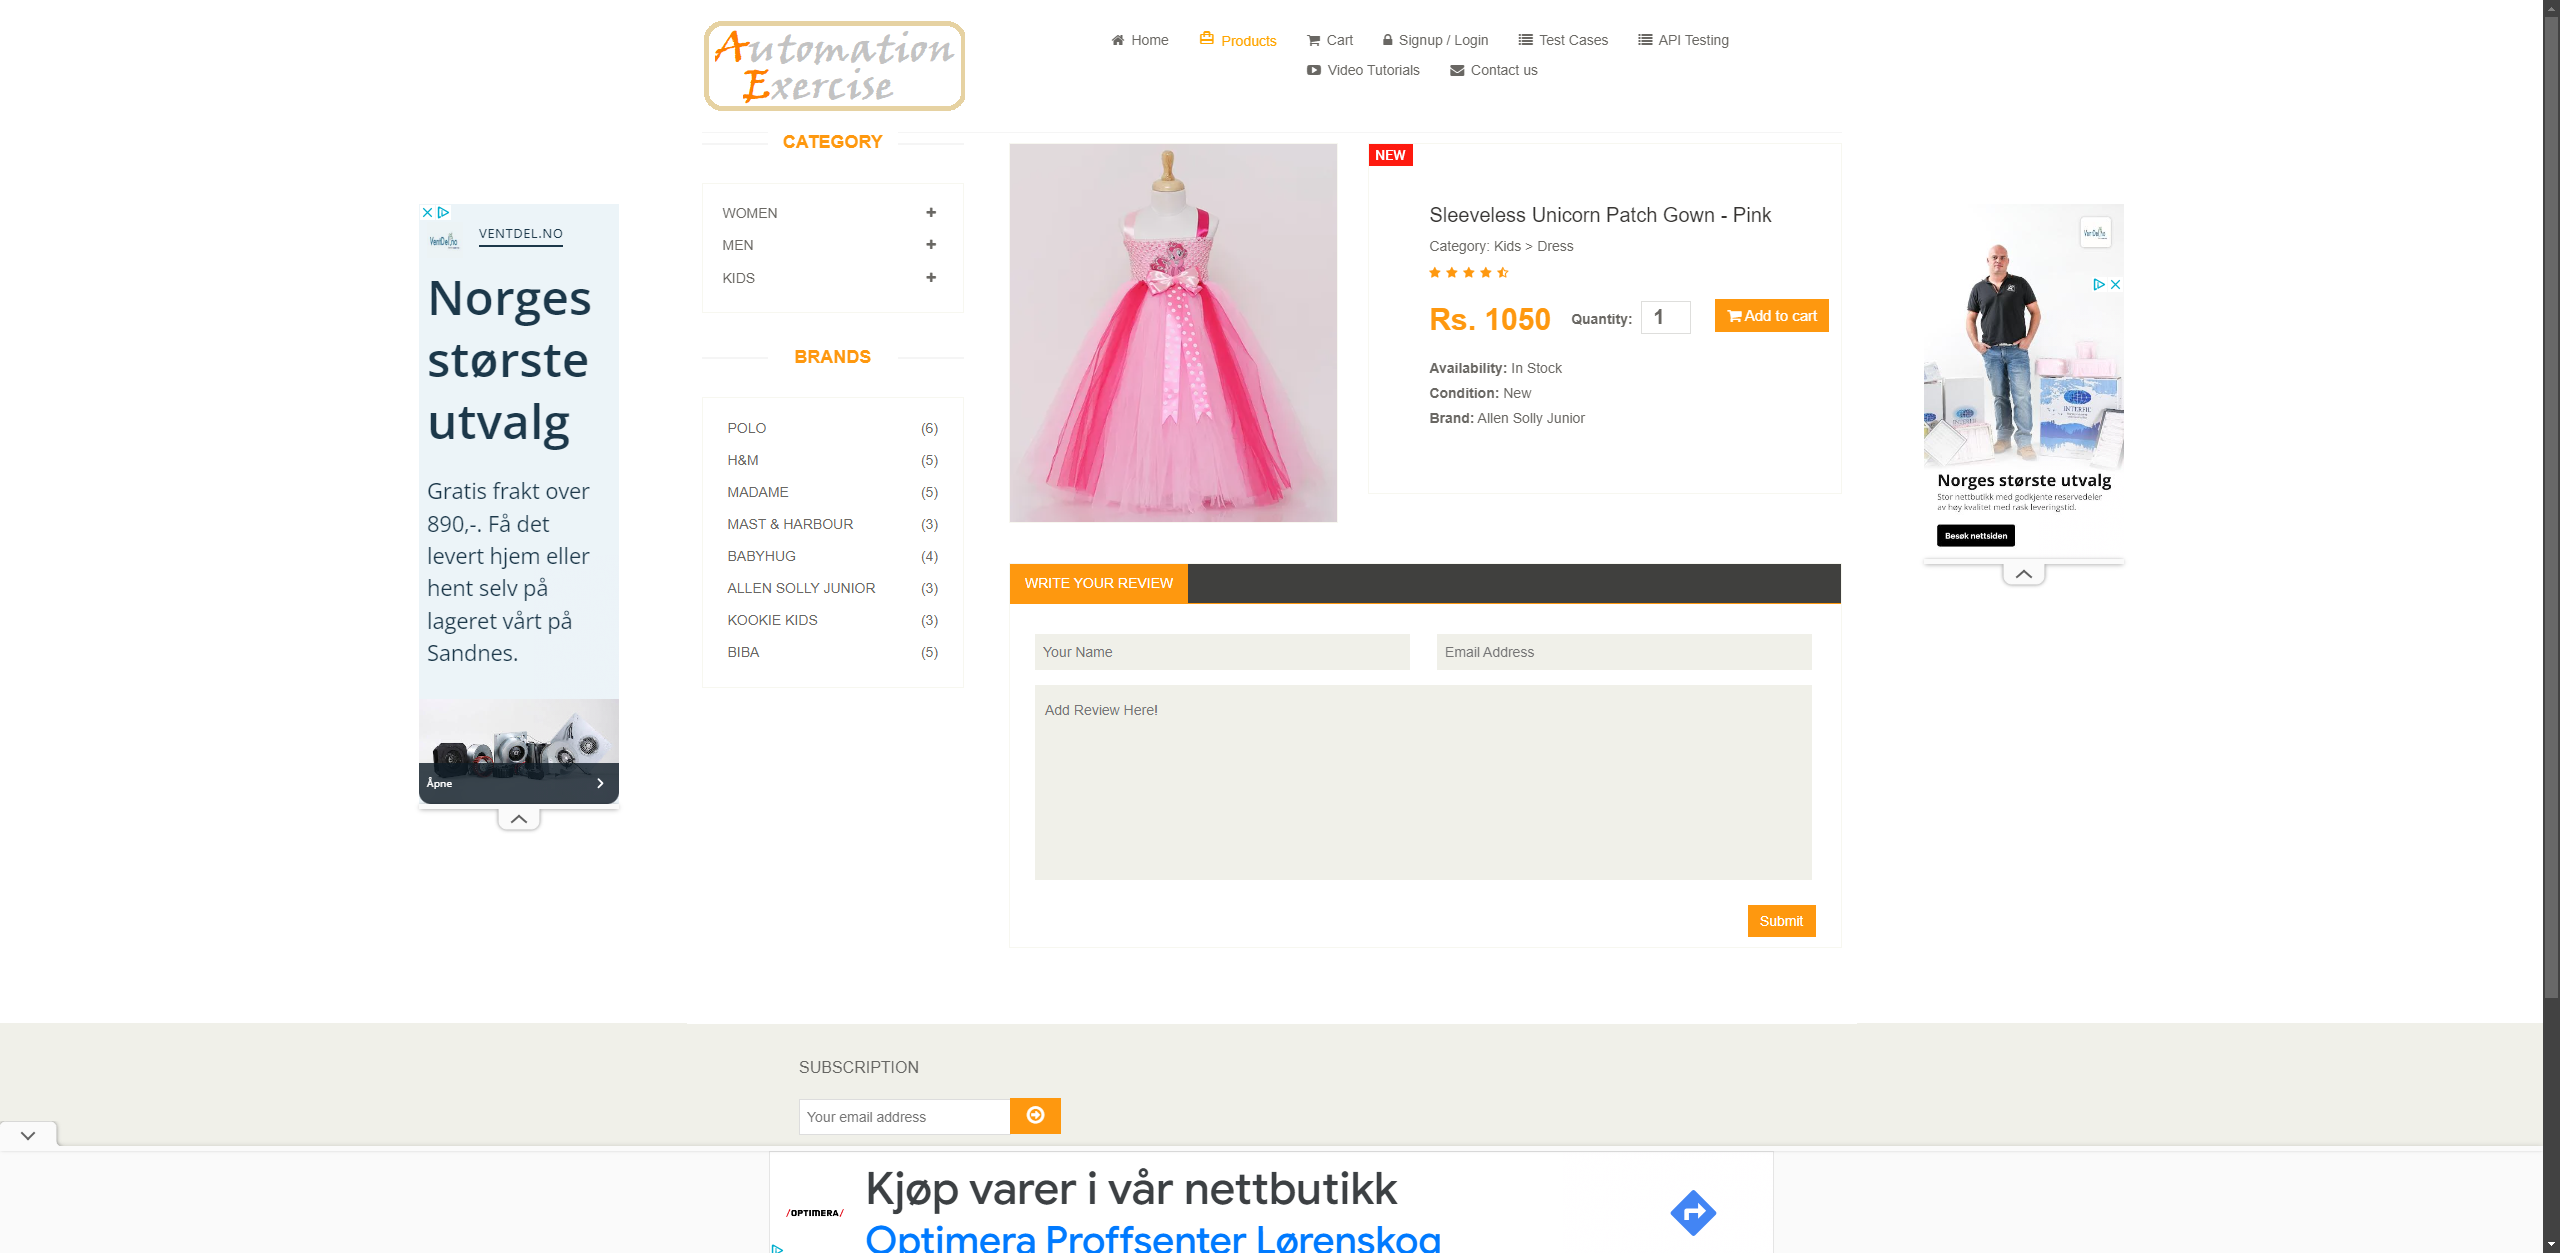 Automation
Exercise
Home
Products
Cart
Signup / Login
Test Cases
API Testing
Video Tutorials
Contact us
CATEGORY
WOMEN
MEN
KIDS
BRANDS
POLO (6)
H&M (5)
MADAME (5)
MAST & HARBOUR (3)
BABYHUG (4)
ALLEN SOLLY JUNIOR (3)
KOOKIE KIDS (3)
BIBA (5)
NEW
Sleeveless Unicorn Patch Gown - Pink
Category: Kids > Dress
Rs. 1050 Quantity: 1 Add to cart
Availability: In Stock
Condition: New
Brand: Allen Solly Junior
WRITE YOUR REVIEW
Your Name
Email Address
Add Review Here!
Submit
VentDel.no
VENTDEL.NO
Norges
største
utvalg
Gratis frakt over
890,-. Få det
levert hjem eller
hent selv på
lageret vårt på
Sandnes.
Åpne
VentDel.no
INTERFIL
Norges største utvalg
Stor nettbutikk med godkjente reservedeler
av høy kvalitet med rask leveringstid.
Besøk nettsiden
SUBSCRIPTION
Your email address
/OPTIMERA/
Kjøp varer i vår nettbutikk
Optimera Proffsenter Lørenskog